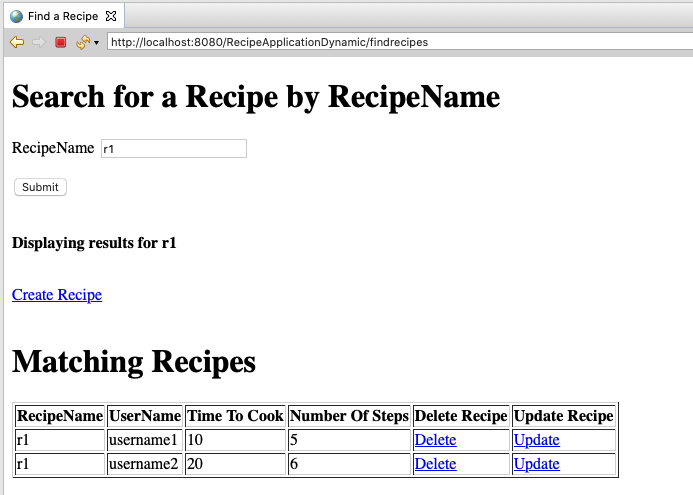 Find a Recipe
http://localhost:8080/RecipeApplicationDynamic/findrecipes
Search for a Recipe by RecipeName
RecipeName r1
Submit
Displaying results for r1
Create Recipe
Matching Recipes
RecipeName UserName Time To Cook Number Of Steps Delete Recipe Update Recipe
r1 username1 10 5 Delete Update
r1 username2 20 6 Delete Update